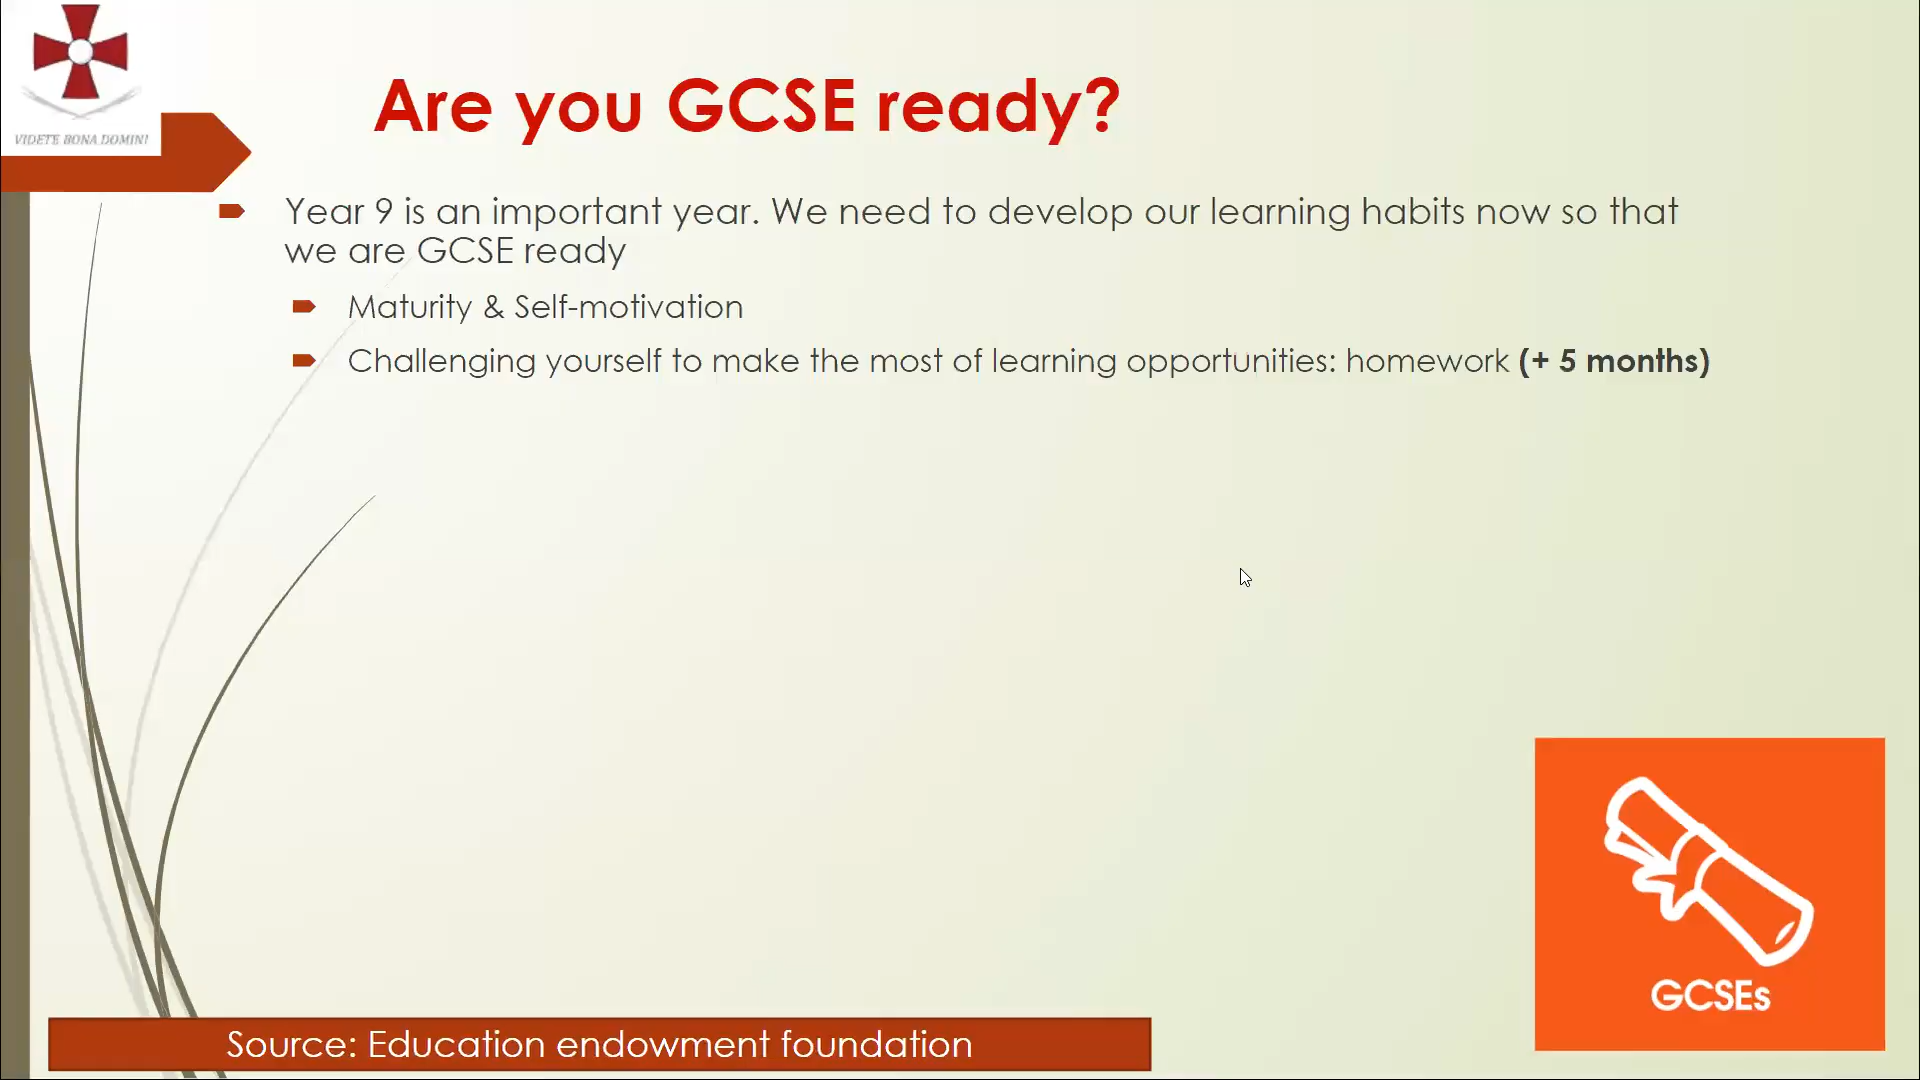 VIDETE BONA DOMINI
Are you GCSE ready?
Year 9 is an important year. We need to develop our learning habits now so that
we are GCSE ready
Maturity & Self-motivation
Challenging yourself to make the most of learning opportunities: homework (+ 5 months)
GCSEs
Source: Education endowment foundation